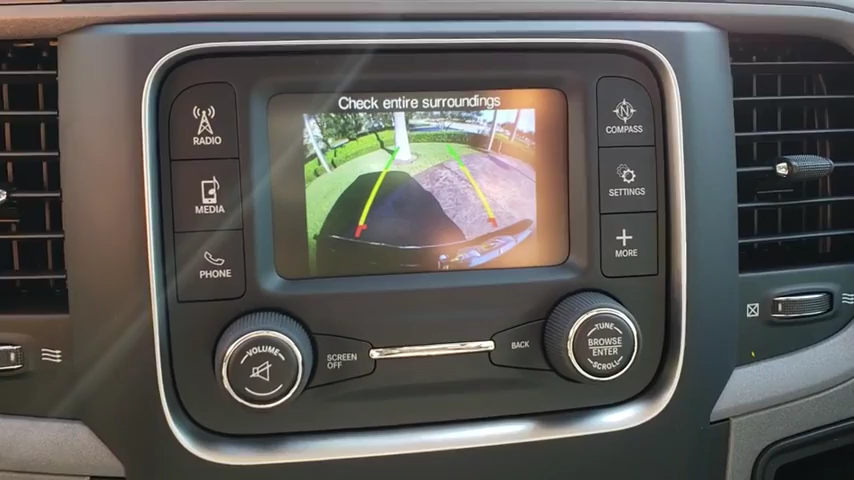 Check entire surroundings
RADIO
MEDIA
PHONE
N
COMPASS
SETTINGS
MORE
VOLUME
SCREEN
OFF
BACK
TUNE
BROWSE
ENTER
SCROLL